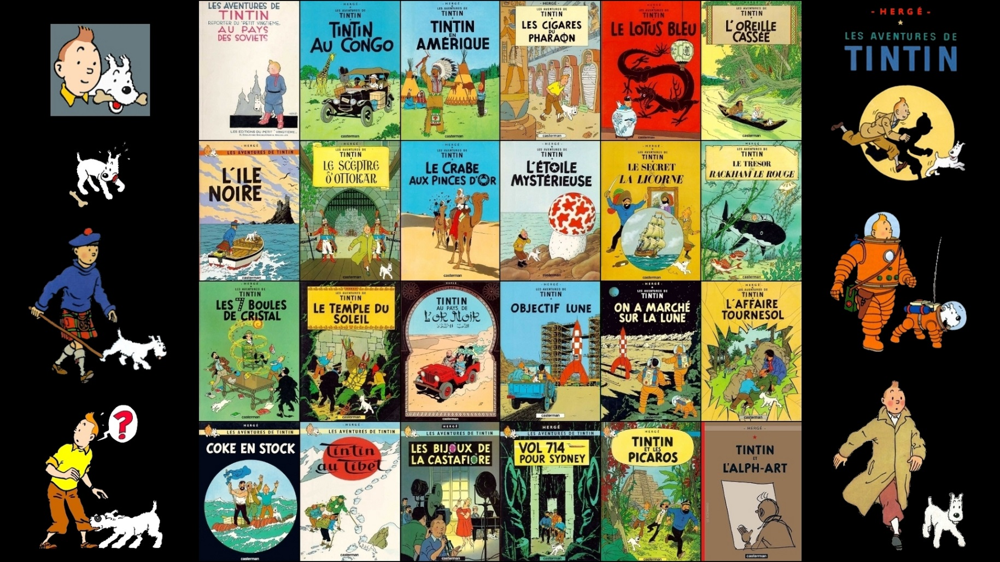 LES AVENTURES DE
TINTIN
REPORTER DU "PETIT VINGTIEME"
AU PAYS
DES SOVIETS
LES EDITIONS DU PETIT "VINGTIEME"
- HERGÉ -
LES AVENTURES DE
TINTIN
TINTIN
AU CONGO
casterman
- HERGÉ -
LES AVENTURES DE
TINTIN
TINTIN
EN
AMÉRIQUE
casterman
- HERGÉ -
LES AVENTURES DE
TINTIN
LES CIGARES
DU
PHARAON
casterman
- HERGÉ -
LES AVENTURES DE
TINTIN
LE LOTUS BLEU
casterman
- HERGÉ -
LES AVENTURES DE
TINTIN
L'OREILLE
CASSÉE
casterman
- HERGÉ -
LES AVENTURES DE
TINTIN
- HERGÉ -
LES AVENTURES DE TINTIN
L'ILE
NOIRE
casterman
- HERGÉ -
LES AVENTURES DE
TINTIN
LE SCEPTRE
D'OTTOKAR
casterman
- HERGÉ -
LES AVENTURES DE
TINTIN
LE CRABE
AUX PINCES D'OR
casterman
- HERGÉ -
LES AVENTURES DE
TINTIN
L'ÉTOILE
MYSTÉRIEUSE
casterman
- HERGÉ -
LES AVENTURES DE
TINTIN
LE SECRET
DE
LA LICORNE
casterman
- HERGÉ -
LES AVENTURES DE
TINTIN
LE TRESOR
DE
RACKHAM LE ROUGE
casterman
- HERGÉ -
LES AVENTURES DE
TINTIN
LES 7 BOULES
DE CRISTAL
casterman
LES AVENTURES DE
TINTIN
LE TEMPLE DU
SOLEIL
casterman
HERGÉ
LES AVENTURES DE TINTIN
TINTIN
AU PAYS DE
L'OR NOIR
casterman
- HERGÉ -
LES AVENTURES DE
TINTIN
OBJECTIF LUNE
casterman
- HERGÉ -
LES AVENTURES DE
TINTIN
ON A MARCHÉ
SUR LA LUNE
casterman
- HERGÉ -
LES AVENTURES DE
TINTIN
L'AFFAIRE
TOURNESOL
casterman
?
HERGÉ
LES AVENTURES DE TINTIN
COKE EN STOCK
casterman
- HERGÉ -
LES AVENTURES DE TINTIN
Tintin
au Tibet
casterman
HERGÉ
LES AVENTURES DE TINTIN
LES BIJOUX DE
LA CASTAFIORE
casterman
HERGÉ
LES AVENTURES DE TINTIN
VOL 714
POUR SYDNEY
casterman
HERGÉ
TINTIN
ET LES
PICAROS
casterman
- HERGÉ -
TINTIN
ET
L'ALPH-ART
casterman